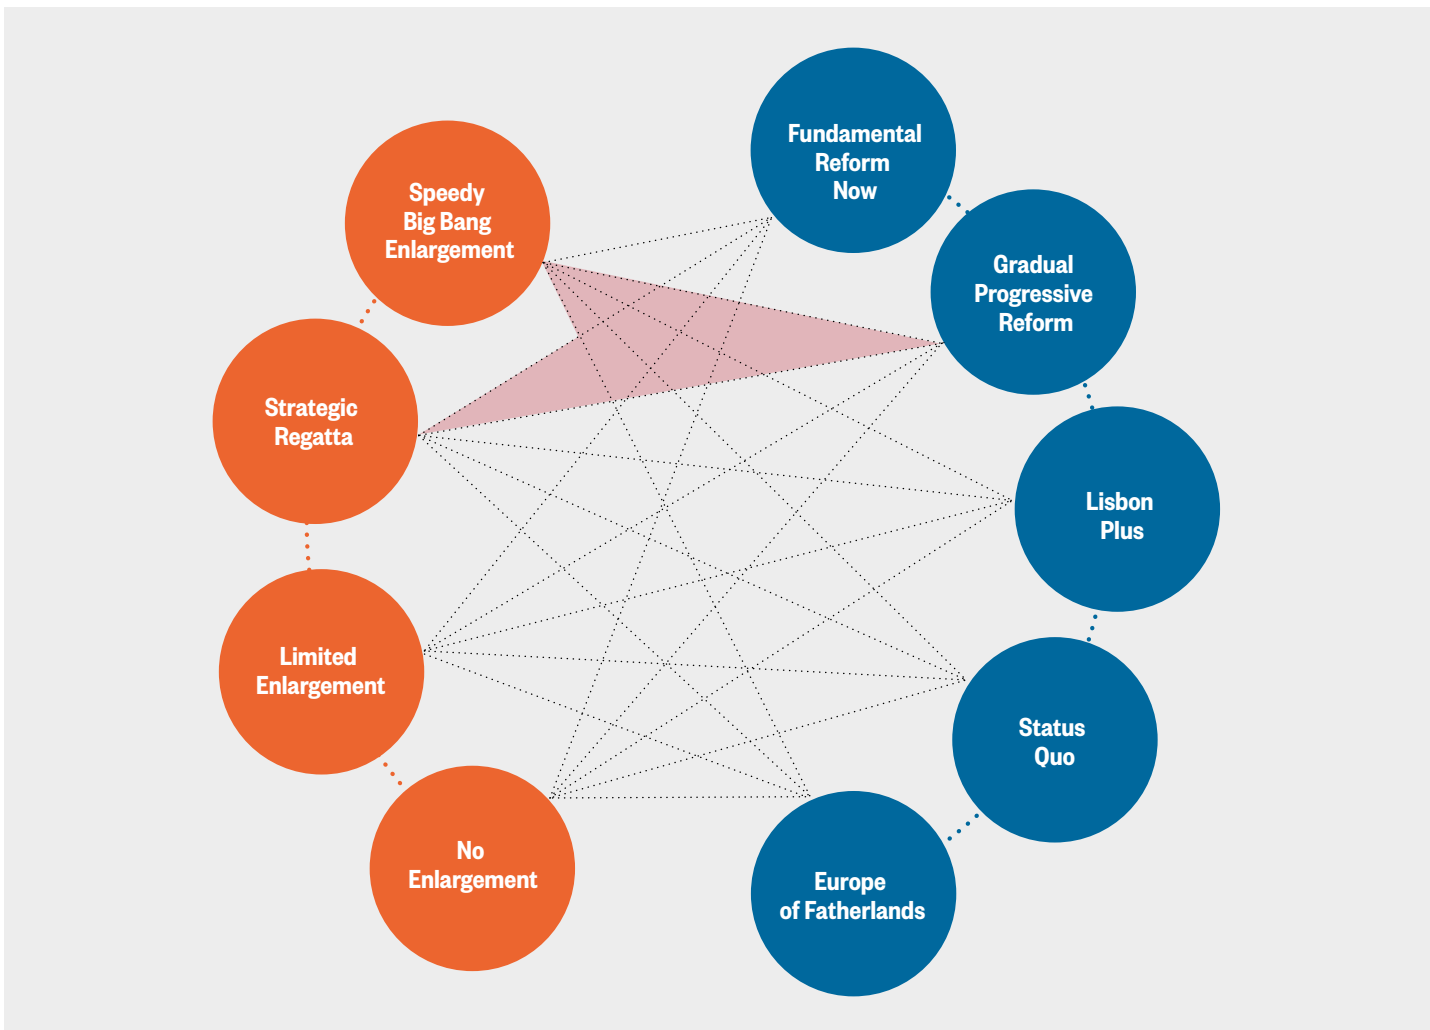 Speedy
Big Bang
Enlargement
Strategic
Regatta
Limited
Enlargement
No
Enlargement
Fundamental
Reform
Now
Gradual
Progressive
Reform
Lisbon
Plus
Status
Quo
Europe
of Fatherlands